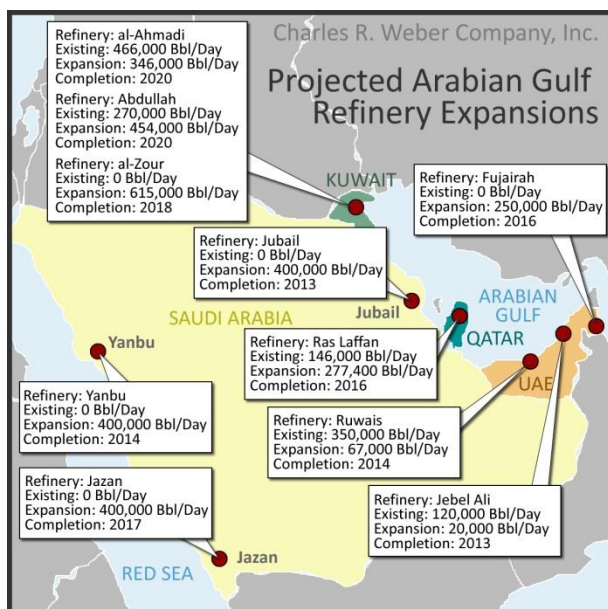 Charles R. Weber Company, Inc.
Projected Arabian Gulf
Refinery Expansions
Refinery: al-Ahmadi
Existing: 466,000 Bbl/Day
Expansion: 346,000 Bbl/Day
Completion: 2020
Refinery: Abdullah
Existing: 270,000 Bbl/Day
Expansion: 454,000 Bbl/Day
Completion: 2020
Refinery: al-Zour
Existing: 0 Bbl/Day
Expansion: 615,000 Bbl/Day
Completion: 2018
KUWAIT
Refinery: Fujairah
Existing: 0 Bbl/Day
Expansion: 250,000 Bbl/Day
Completion: 2016
Refinery: Jubail
Existing: 0 Bbl/Day
Expansion: 400,000 Bbl/Day
Completion: 2013
SAUDI ARABIA
Jubail
ARABIAN
GULF
QATAR
Yanbu
Refinery: Ras Laffan
Existing: 146,000 Bbl/Day
Expansion: 277,400 Bbl/Day
Completion: 2016
UAE
Refinery: Yanbu
Existing: 0 Bbl/Day
Expansion: 400,000 Bbl/Day
Completion: 2014
Refinery: Ruwais
Existing: 350,000 Bbl/Day
Expansion: 67,000 Bbl/Day
Completion: 2014
Refinery: Jazan
Existing: 0 Bbl/Day
Expansion: 400,000 Bbl/Day
Completion: 2017
Refinery: Jebel Ali
Existing: 120,000 Bbl/Day
Expansion: 20,000 Bbl/Day
Completion: 2013
Jazan
RED SEA